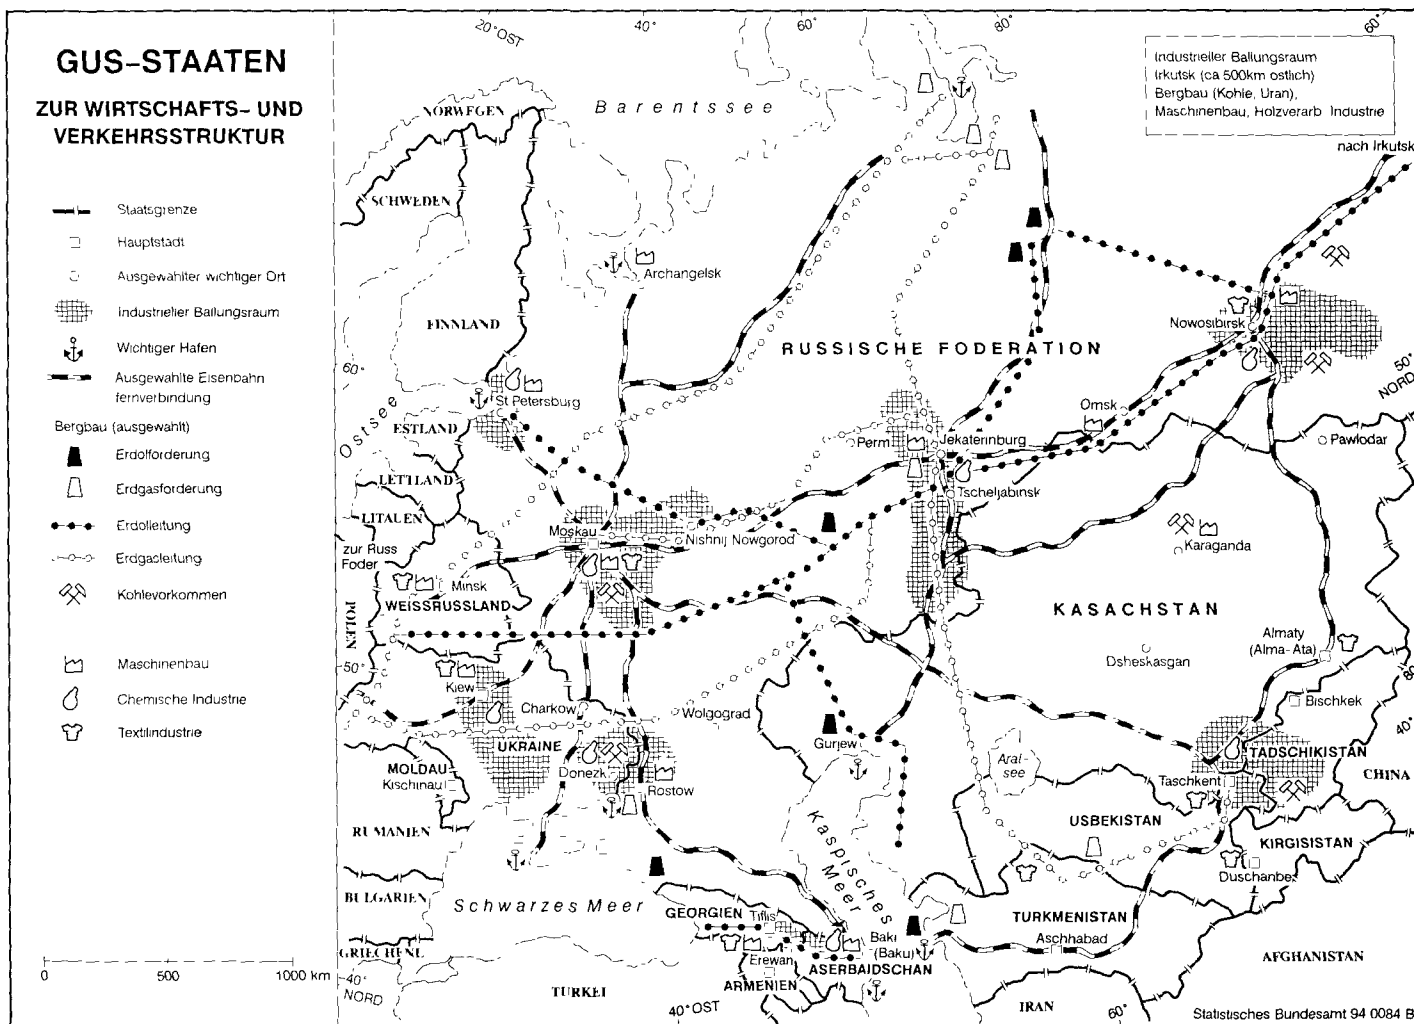 GUS-STAATEN
ZUR WIRTSCHAFTS- UND
VERKEHRSSTRUKTUR
Staatsgrenze
Hauptstadt
Ausgewählter wichtiger Ort
Industrieller Ballungsraum
Wichtiger Hafen
Ausgewählte Eisenbahn
fernverbindung
Bergbau (ausgewählt)
Erdölförderung
Erdgasförderung
Erdölleitung
Erdgasleitung
Kohlevorkommen
Maschinenbau
Chemische Industrie
Textilindustrie
0 500 1000 km
20° OST
40°
60°
80°
60°
Industrieller Ballungsraum
Irkutsk (ca 500km östlich)
Bergbau (Kohle, Uran),
Maschinenbau, Holzverarb Industrie
nach Irkutsk
Barentssee
NORWEGEN
SCHWEDEN
Archangelsk
FINNLAND
Nowosibirsk
RUSSISCHE FODERATION
60°
50°
NORD
Ostsee
St Petersburg
ESTLAND
Omsk
Pawlodar
Perm
Jekaterinburg
LETTLAND
Tscheljabinsk
LITAUEN
Moskau
Nishnij Nowgorod
Karaganda
zur Russ
Föder
Minsk
WEISSRUSSLAND
KASACHSTAN
POLEN
Almaty
(Alma-Ata)
Dsheskasgan
50°
80°
Kiew
Bischkek
Charkow
Wolgograd
40°
UKRAINE
Gurjew
TADSCHIKISTAN
MOLDAU
Kischinau
Donezk
Aral-
see
CHINA
Taschkent
Rostow
RUMANIEN
USBEKISTAN
KIRGISISTAN
Kaspisches
Meer
Duschanbe
BULGARIEN
Schwarzes Meer
GEORGIEN
Tiflis
TURKMENISTAN
Aschhabad
Baki
(Baku)
Erewan
GRIECHENL
ASERBAIDSCHAN
AFGHANISTAN
ARMENIEN
40°
NORD
TURKEI
40° OST
IRAN
60°
Statistisches Bundesamt 94 0084 B